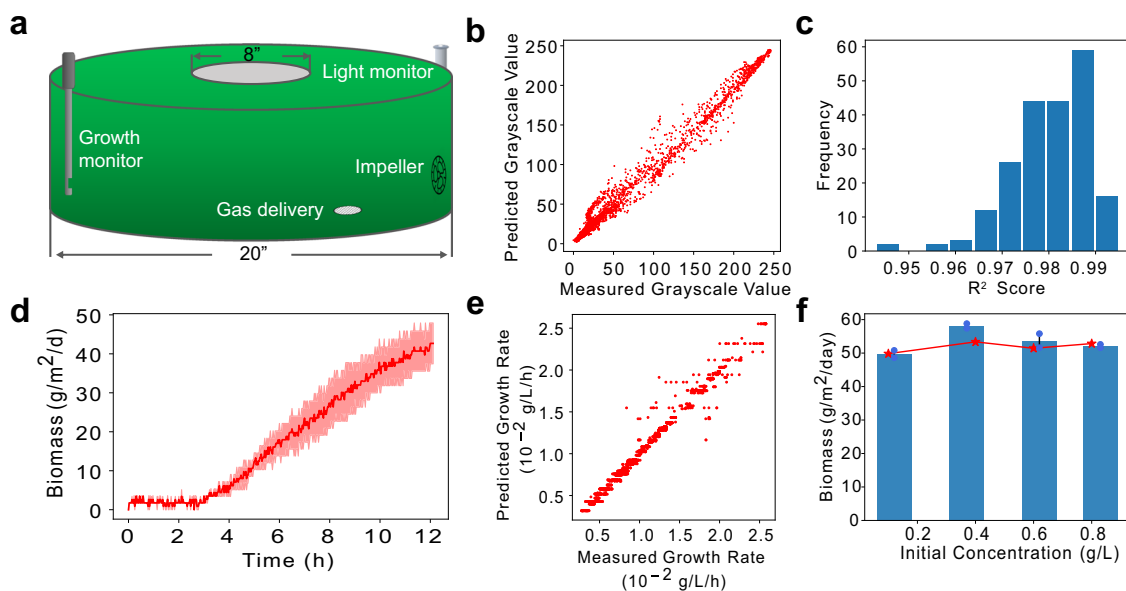 a
8”
Light monitor
Growth
monitor
Impeller
Gas delivery
20”
b
Predicted Grayscale Value
250
200
150
100
50
0
0 50 100 150 200 250
Measured Grayscale Value
c
Frequency
60
50
40
30
20
10
0
0.95 0.96 0.97 0.98 0.99
R² Score
d
Biomass (g/m²/d)
50
40
30
20
10
0
0 2 4 6 8 10 12
Time (h)
e
Predicted Growth Rate
(10⁻² g/L/h)
2.5
2.0
1.5
1.0
0.5
0.5 1.0 1.5 2.0 2.5
Measured Growth Rate
(10⁻² g/L/h)
f
Biomass (g/m²/day)
60
50
40
30
20
10
0
0.2 0.4 0.6 0.8
Initial Concentration (g/L)